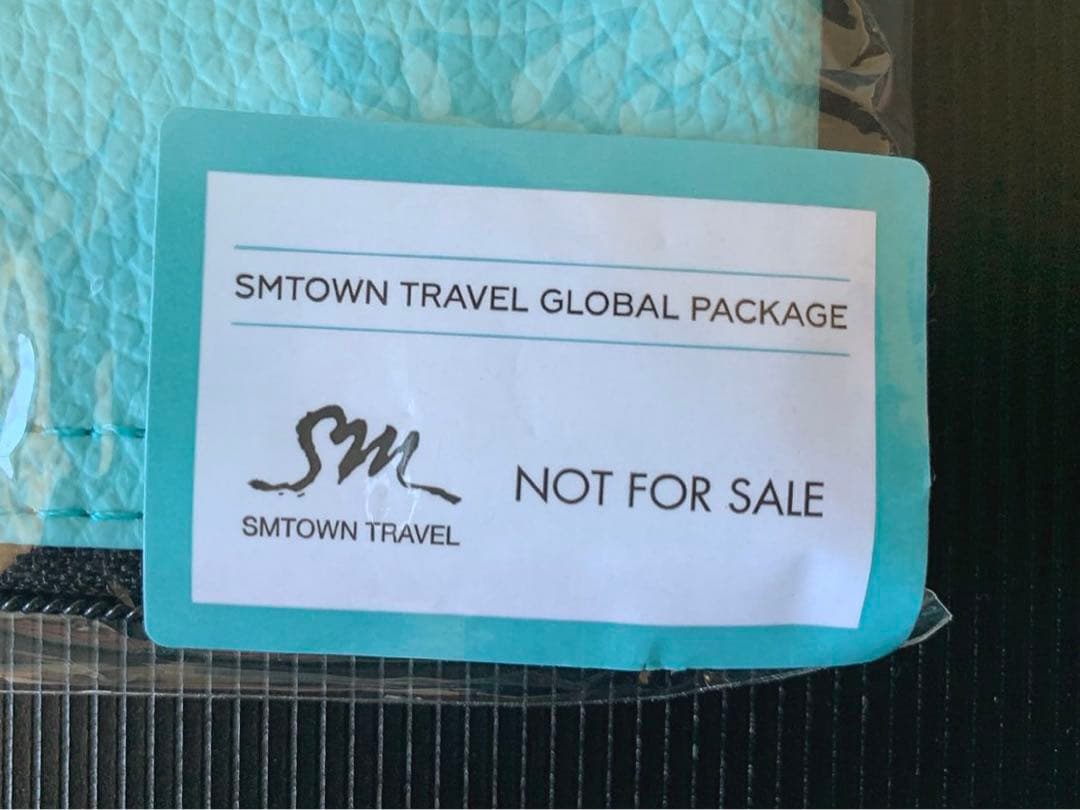 SMTOWN TRAVEL GLOBAL PACKAGE
SM
SMTOWN TRAVEL
NOT FOR SALE